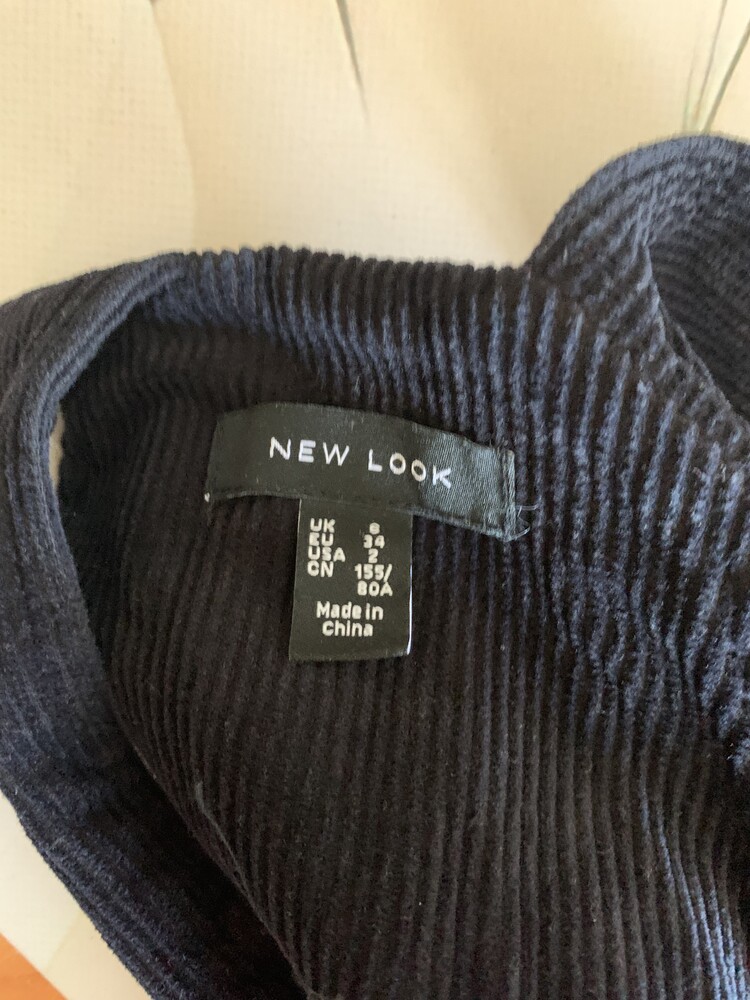 NEW LOOK
UK 6
EU 34
USA 2
CN 155/
80A
Made in
China